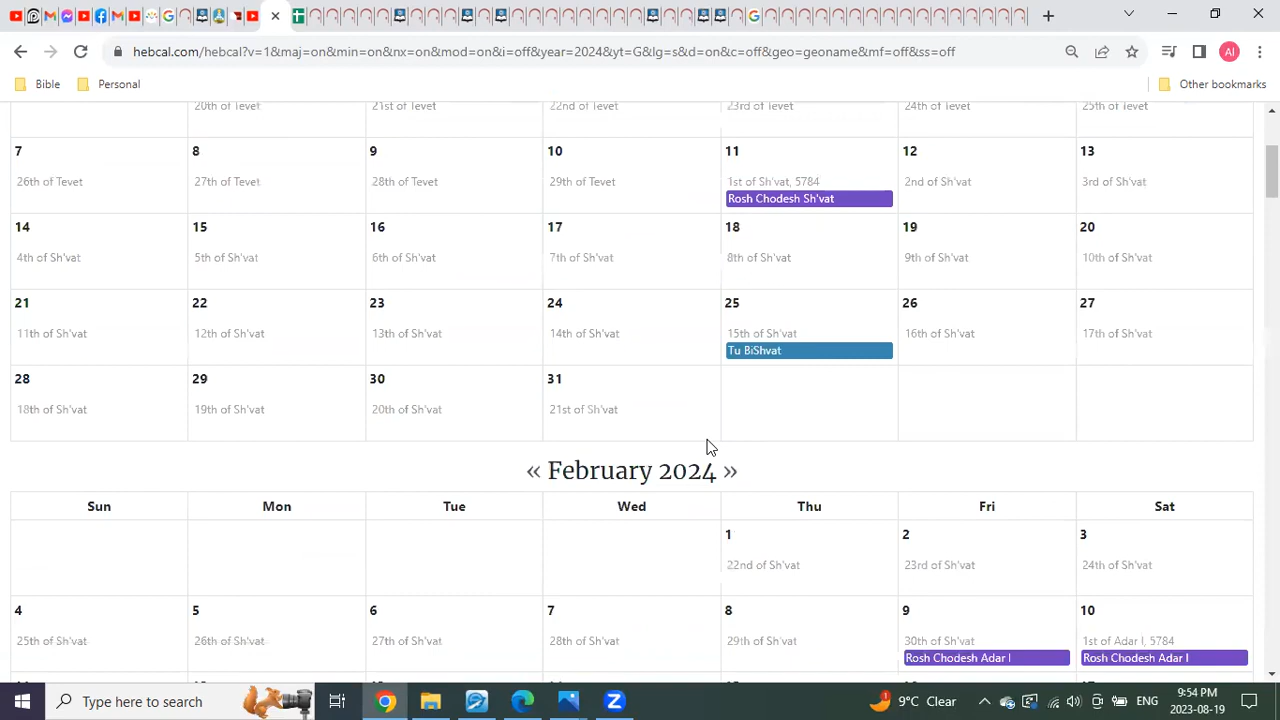 hebcal.com/hebcal?v=1&maj=on&min=on&nx=on&mod=on&i=off&year=2024&yt=G&lg=s&d=on&c=off&geo=geoname&mf=off&ss=off
AI
Bible Personal Other bookmarks
20th of Tevet 21st of Tevet 22nd of Tevet 23rd of Tevet 24th of Tevet 25th of Tevet
7 8 9 10 11 12 13
26th of Tevet 27th of Tevet 28th of Tevet 29th of Tevet 1st of Sh'vat, 5784 2nd of Sh'vat 3rd of Sh'vat
Rosh Chodesh Sh'vat
14 15 16 17 18 19 20
4th of Sh'vat 5th of Sh'vat 6th of Sh'vat 7th of Sh'vat 8th of Sh'vat 9th of Sh'vat 10th of Sh'vat
21 22 23 24 25 26 27
11th of Sh'vat 12th of Sh'vat 13th of Sh'vat 14th of Sh'vat 15th of Sh'vat 16th of Sh'vat 17th of Sh'vat
Tu BiShvat
28 29 30 31
18th of Sh'vat 19th of Sh'vat 20th of Sh'vat 21st of Sh'vat
« February 2024 »
Sun Mon Tue Wed Thu Fri Sat
1 2 3
22nd of Sh'vat 23rd of Sh'vat 24th of Sh'vat
4 5 6 7 8 9 10
25th of Sh'vat 26th of Sh'vat 27th of Sh'vat 28th of Sh'vat 29th of Sh'vat 30th of Sh'vat 1st of Adar I, 5784
Rosh Chodesh Adar I Rosh Chodesh Adar I
Type here to search 1 9°C Clear ENG 9:54 PM
2023-08-19